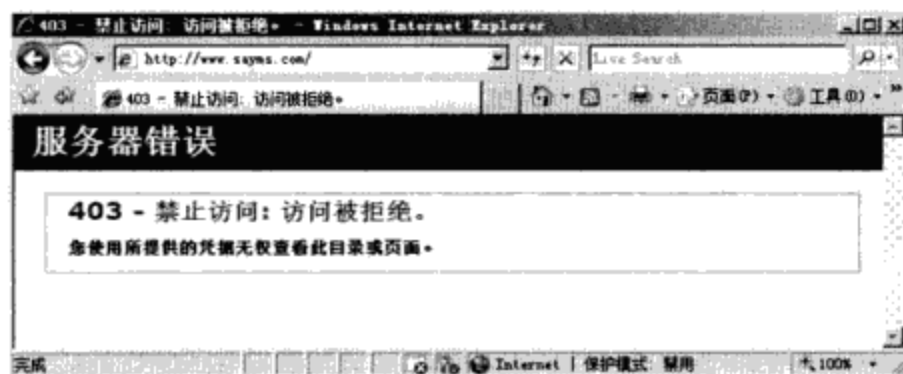 403 - 禁止访问: 访问被拒绝。 - Windows Internet Explorer
http://www.sayms.com/
Live Search
403 - 禁止访问: 访问被拒绝。
页面(P)
工具(O)
服务器错误
403 - 禁止访问: 访问被拒绝。
您使用所提供的凭据无权查看此目录或页面。
完成
Internet | 保护模式: 禁用
100%